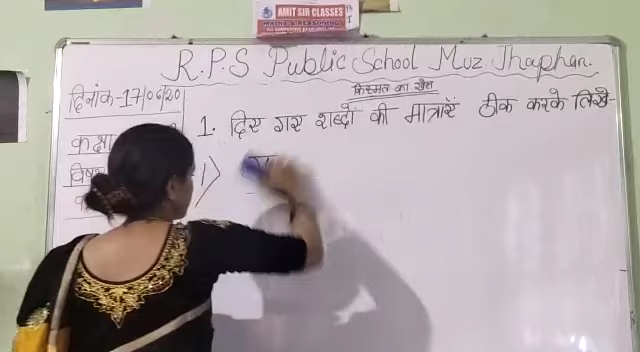 AMIT SIR CLASSES
MATHS & REASONING
R.P.S Public School Muz. Jhaphan.
किस्मत का खेल
दिनांक-17/06/20
1. दिए गए शब्दों की मात्राएं ठीक करके लिखें-
कक्षा
1)